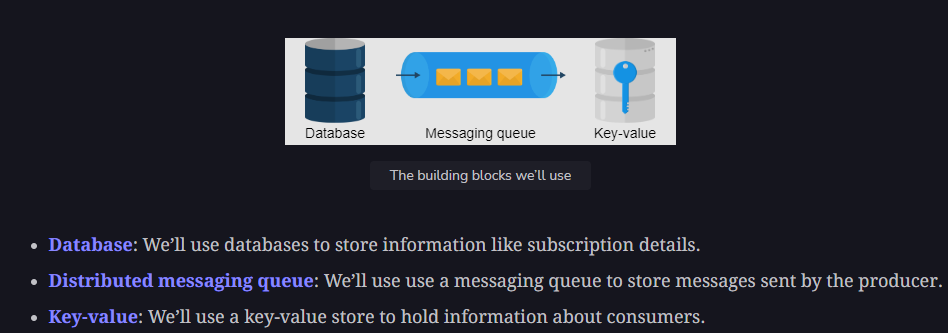 Database Messaging queue Key-value
The building blocks we'll use
Database: We'll use databases to store information like subscription details.
Distributed messaging queue: We'll use use a messaging queue to store messages sent by the producer.
Key-value: We'll use a key-value store to hold information about consumers.